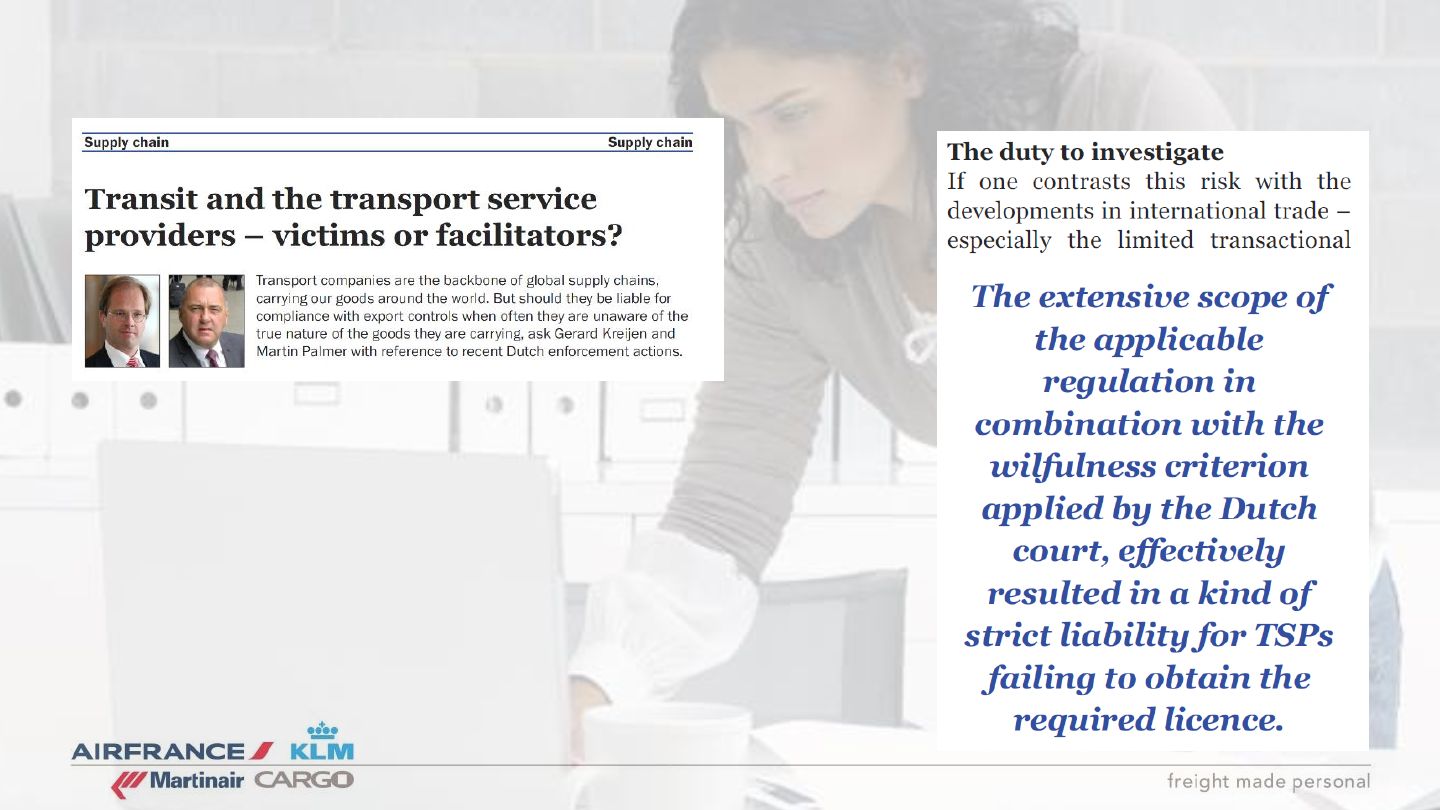 Supply chain
Supply chain
Transit and the transport service
providers – victims or facilitators?
Transport companies are the backbone of global supply chains,
carrying our goods around the world. But should they be liable for
compliance with export controls when often they are unaware of the
true nature of the goods they are carrying, ask Gerard Kreijen and
Martin Palmer with reference to recent Dutch enforcement actions.
The duty to investigate
If one contrasts this risk with the
developments in international trade –
especially the limited transactional
The extensive scope of
the applicable
regulation in
combination with the
wilfulness criterion
applied by the Dutch
court, effectively
resulted in a kind of
strict liability for TSPs
failing to obtain the
required licence.
AIRFRANCE KLM
Martinair CARGO
freight made personal